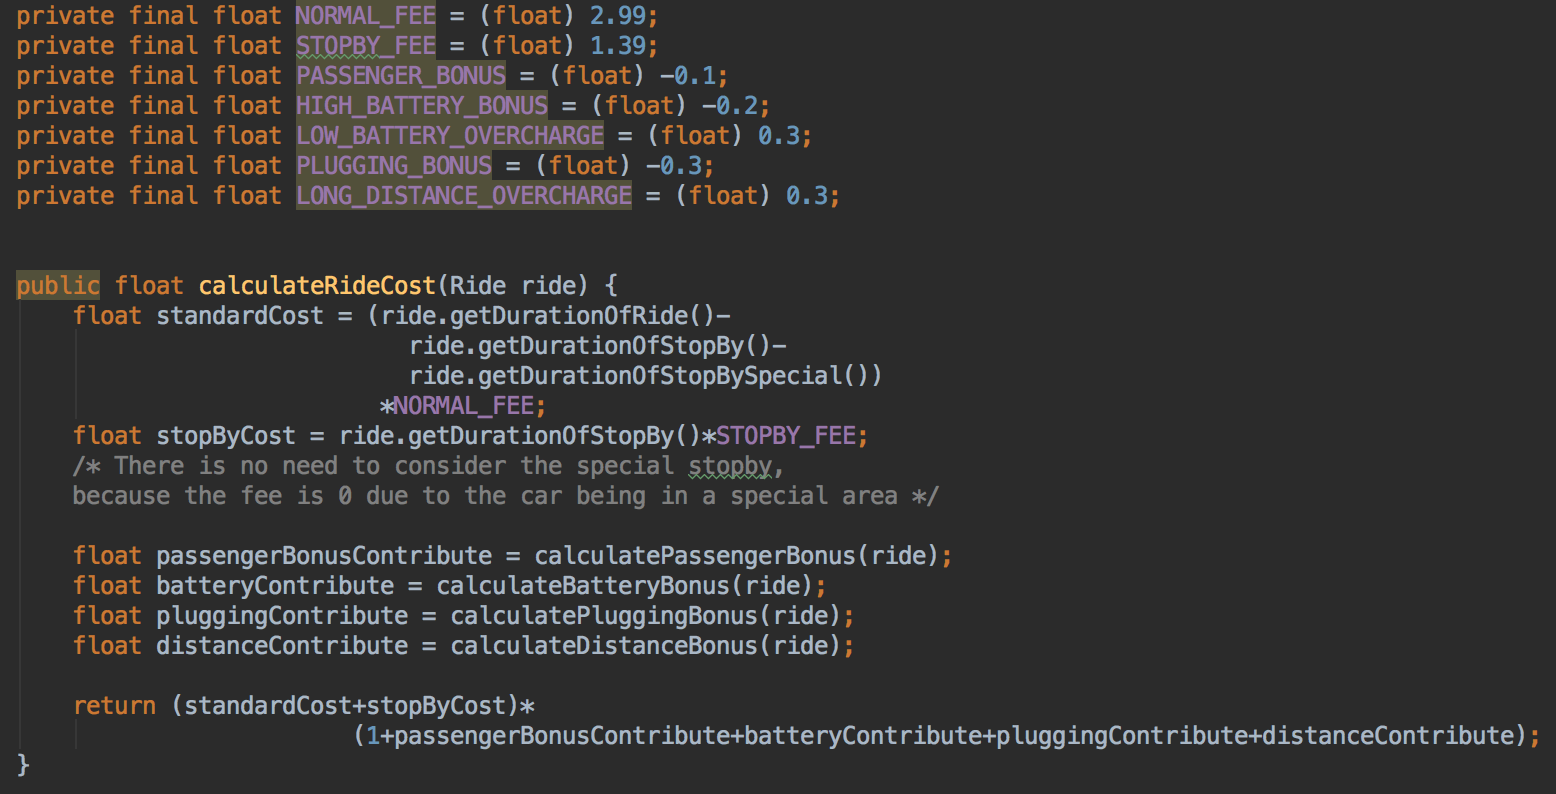 private final float NORMAL_FEE = (float) 2.99;
private final float STOPBY_FEE = (float) 1.39;
private final float PASSENGER_BONUS = (float) -0.1;
private final float HIGH_BATTERY_BONUS = (float) -0.2;
private final float LOW_BATTERY_OVERCHARGE = (float) 0.3;
private final float PLUGGING_BONUS = (float) -0.3;
private final float LONG_DISTANCE_OVERCHARGE = (float) 0.3;
public float calculateRideCost(Ride ride) {
float standardCost = (ride.getDurationOfRide()-
ride.getDurationOfStopBy()-
ride.getDurationOfStopBySpecial())
*NORMAL_FEE;
float stopByCost = ride.getDurationOfStopBy()*STOPBY_FEE;
/* There is no need to consider the special stopby,
because the fee is 0 due to the car being in a special area */
float passengerBonusContribute = calculatePassengerBonus(ride);
float batteryContribute = calculateBatteryBonus(ride);
float pluggingContribute = calculatePluggingBonus(ride);
float distanceContribute = calculateDistanceBonus(ride);
return (standardCost+stopByCost)*
(1+passengerBonusContribute+batteryContribute+pluggingContribute+distanceContribute);
}